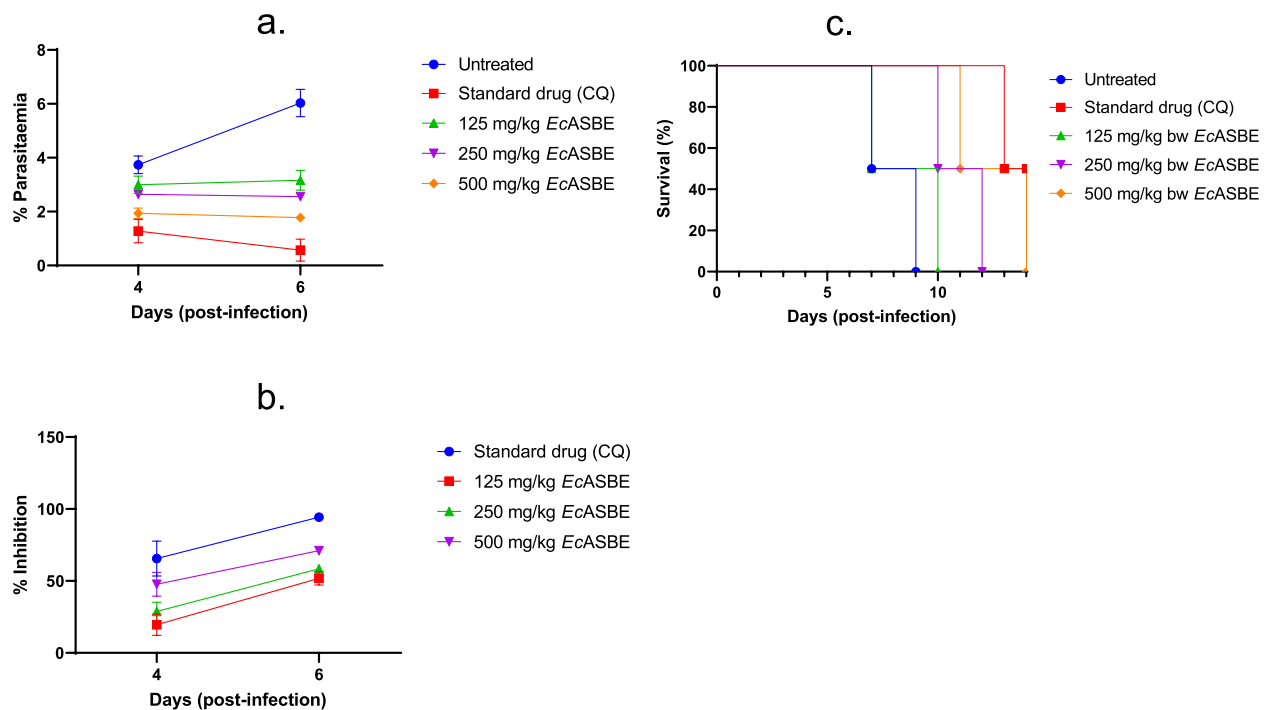 a.
8
6
4
2
0
% Parasitaemia
4
6
Days (post-infection)
Untreated
Standard drug (CQ)
125 mg/kg EcASBE
250 mg/kg EcASBE
500 mg/kg EcASBE
c.
100
80
60
40
20
0
Survival (%)
0
5
10
Days (post-infection)
Untreated
Standard drug (CQ)
125 mg/kg bw EcASBE
250 mg/kg bw EcASBE
500 mg/kg bw EcASBE
b.
150
100
50
0
% Inhibition
4
6
Days (post-infection)
Standard drug (CQ)
125 mg/kg EcASBE
250 mg/kg EcASBE
500 mg/kg EcASBE